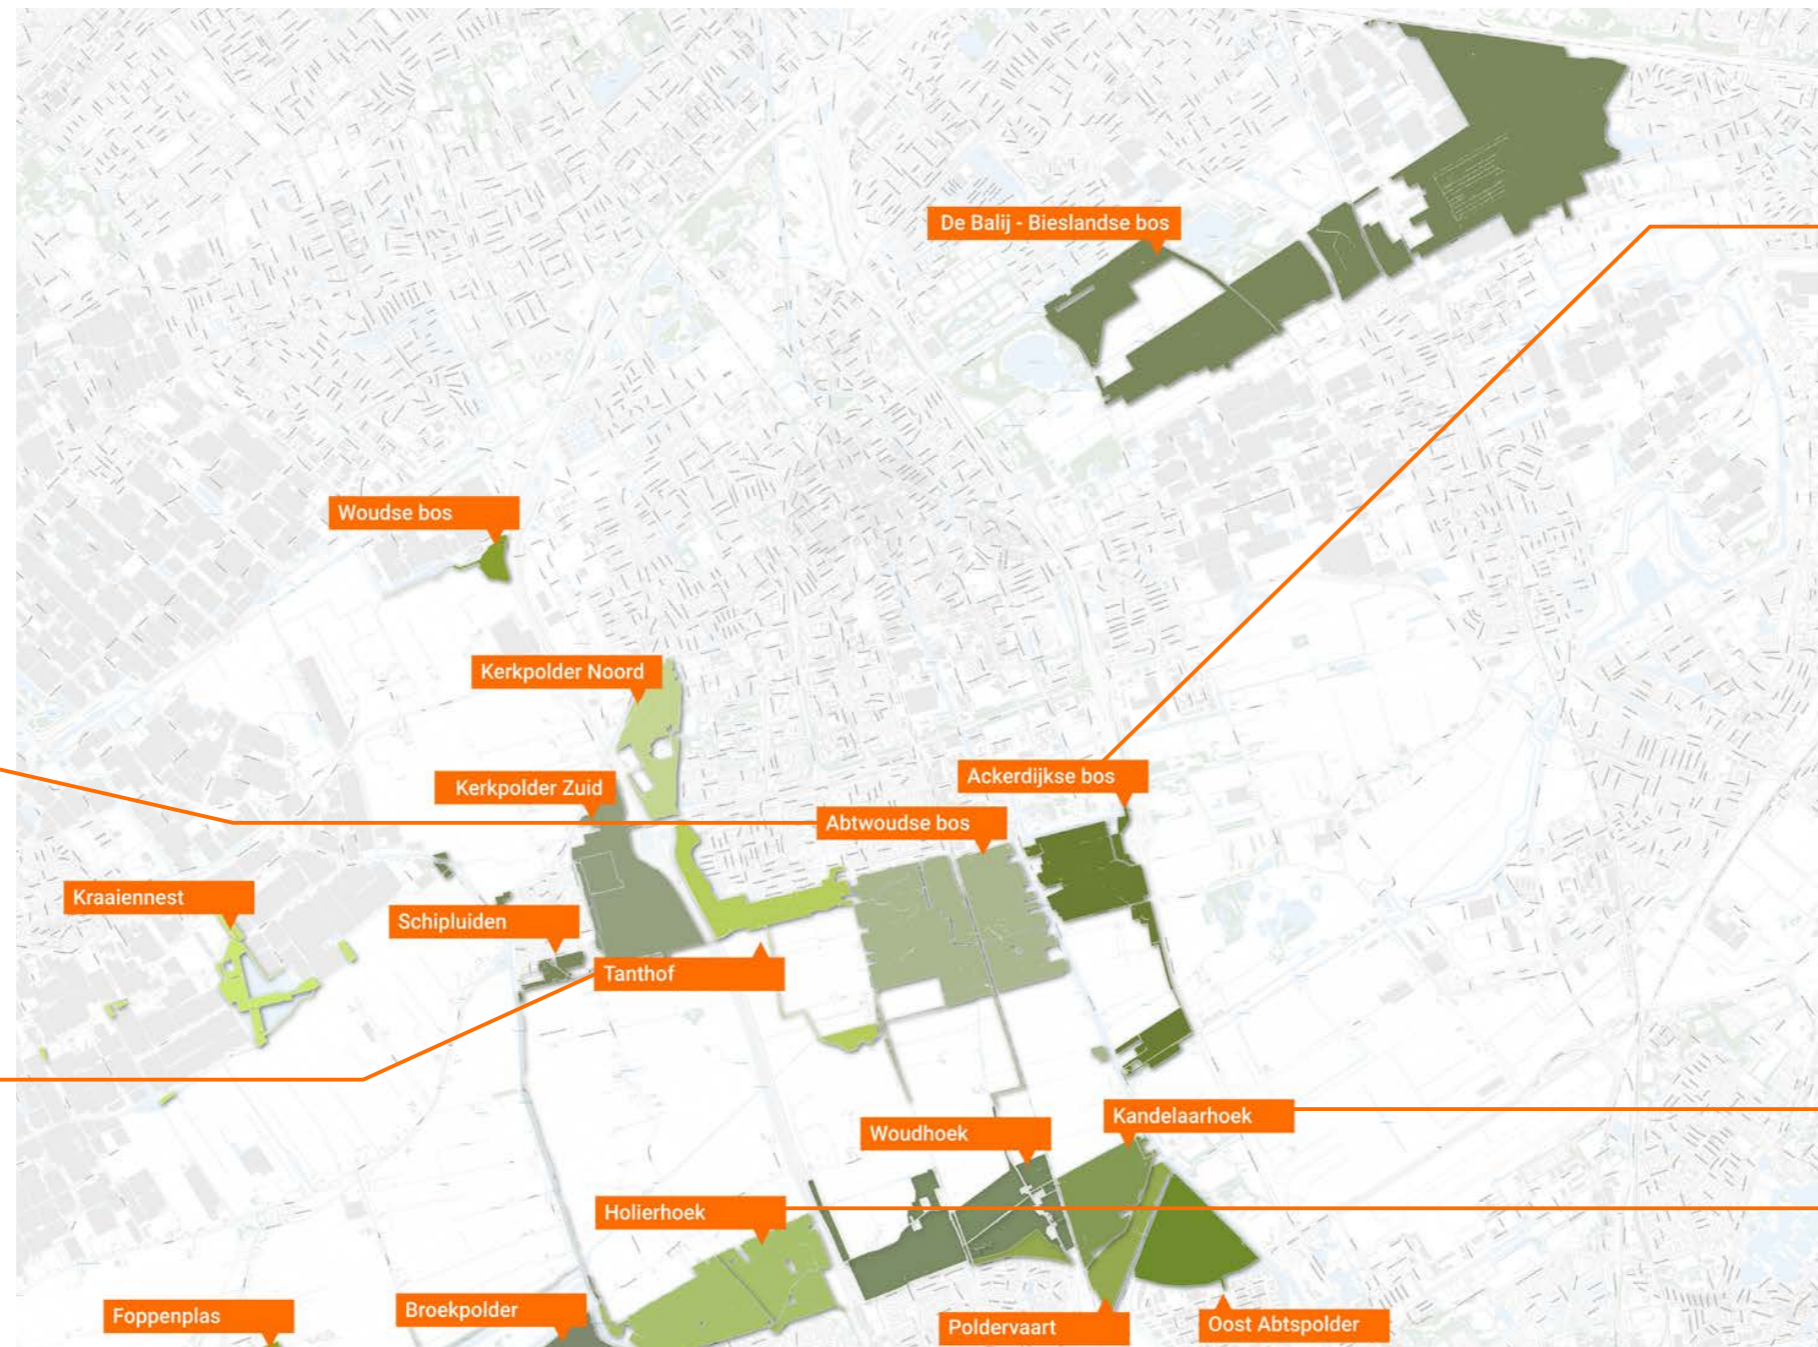 De Balij - Bieslandse bos
Woudse bos
Kerkpolder Noord
Kerkpolder Zuid
Ackerdijkse bos
Abtwoudse bos
Kraaiennest
Schipluiden
Tanthof
Kandelaarhoek
Woudhoek
Holierhoek
Foppenplas
Broekpolder
Poldervaart
Oost Abtspolder